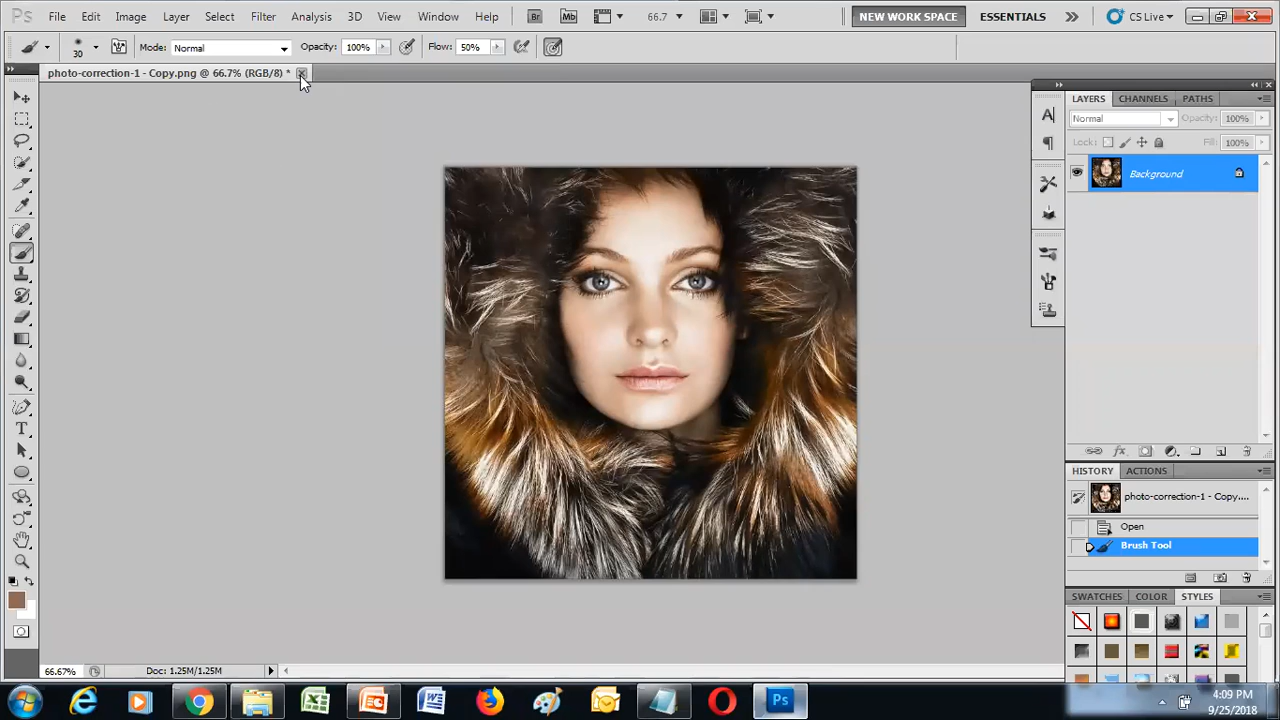 Ps File Edit Image Layer Select Filter Analysis 3D View Window Help Br Mb 66.7 NEW WORK SPACE ESSENTIALS CS Live
30 Mode: Normal Opacity: 100% Flow: 50%
photo-correction-1 - Copy.png @ 66.7% (RGB/8) *
LAYERS CHANNELS PATHS
Normal Opacity: 100%
Lock: Fill: 100%
Background
HISTORY ACTIONS
photo-correction-1 - Copy....
Open
Brush Tool
SWATCHES COLOR STYLES
66.67% Doc: 1.25M/1.25M
Ps
4:09 PM
9/25/2018